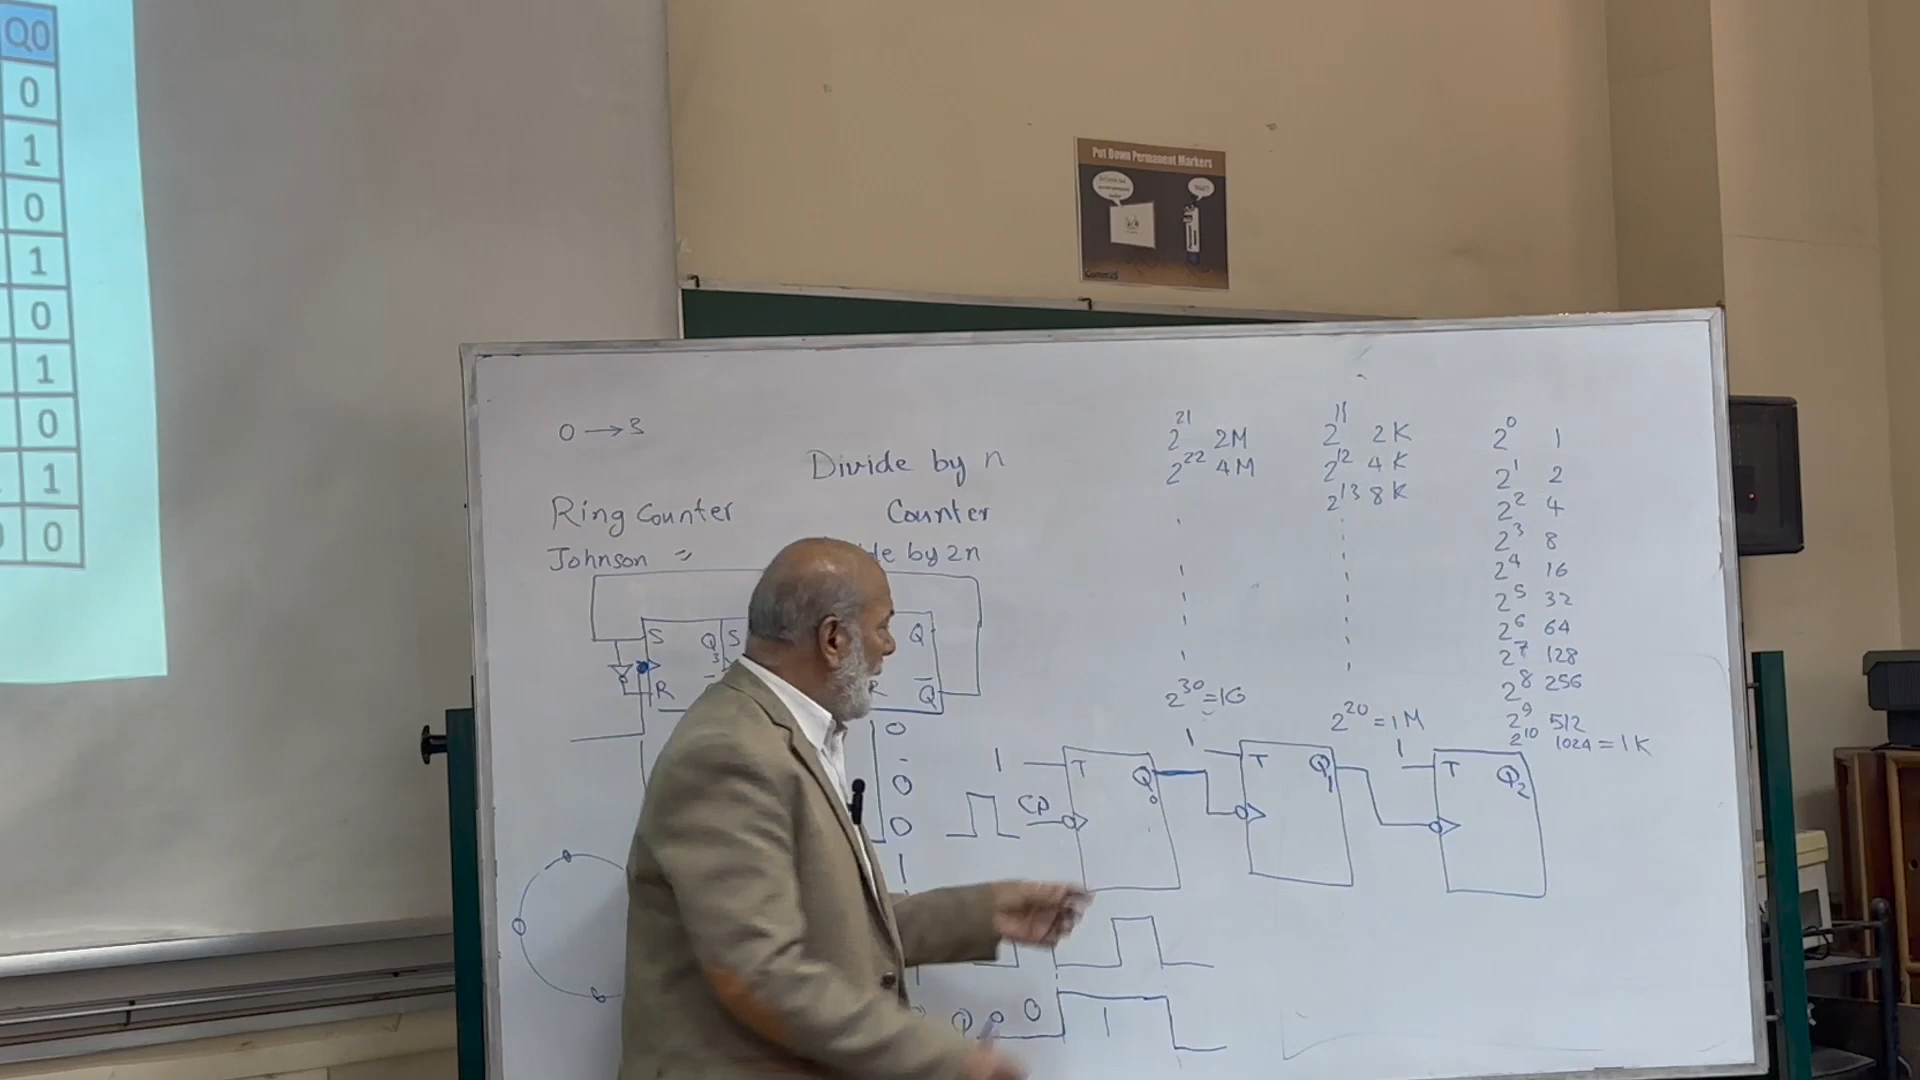 Q0
0
1
0
1
0
1
0
1
0
Put Down Permanent Markers
0 → 3
Divide by n
Ring Counter Counter
Johnson 〃 de by 2n
2^21 2M
2^22 4M
2^30 = 1G
2^11 2K
2^12 4K
2^13 8K
2^20 = 1M
2^0 1
2^1 2
2^2 4
2^3 8
2^4 16
2^5 32
2^6 64
2^7 128
2^8 256
2^9 512
2^10 1024 = 1K
S Q3 S Q
R R Q̅
0
0
0
1
1 T Q0 1 T Q1 1 T Q2
CP
Q0 0 1